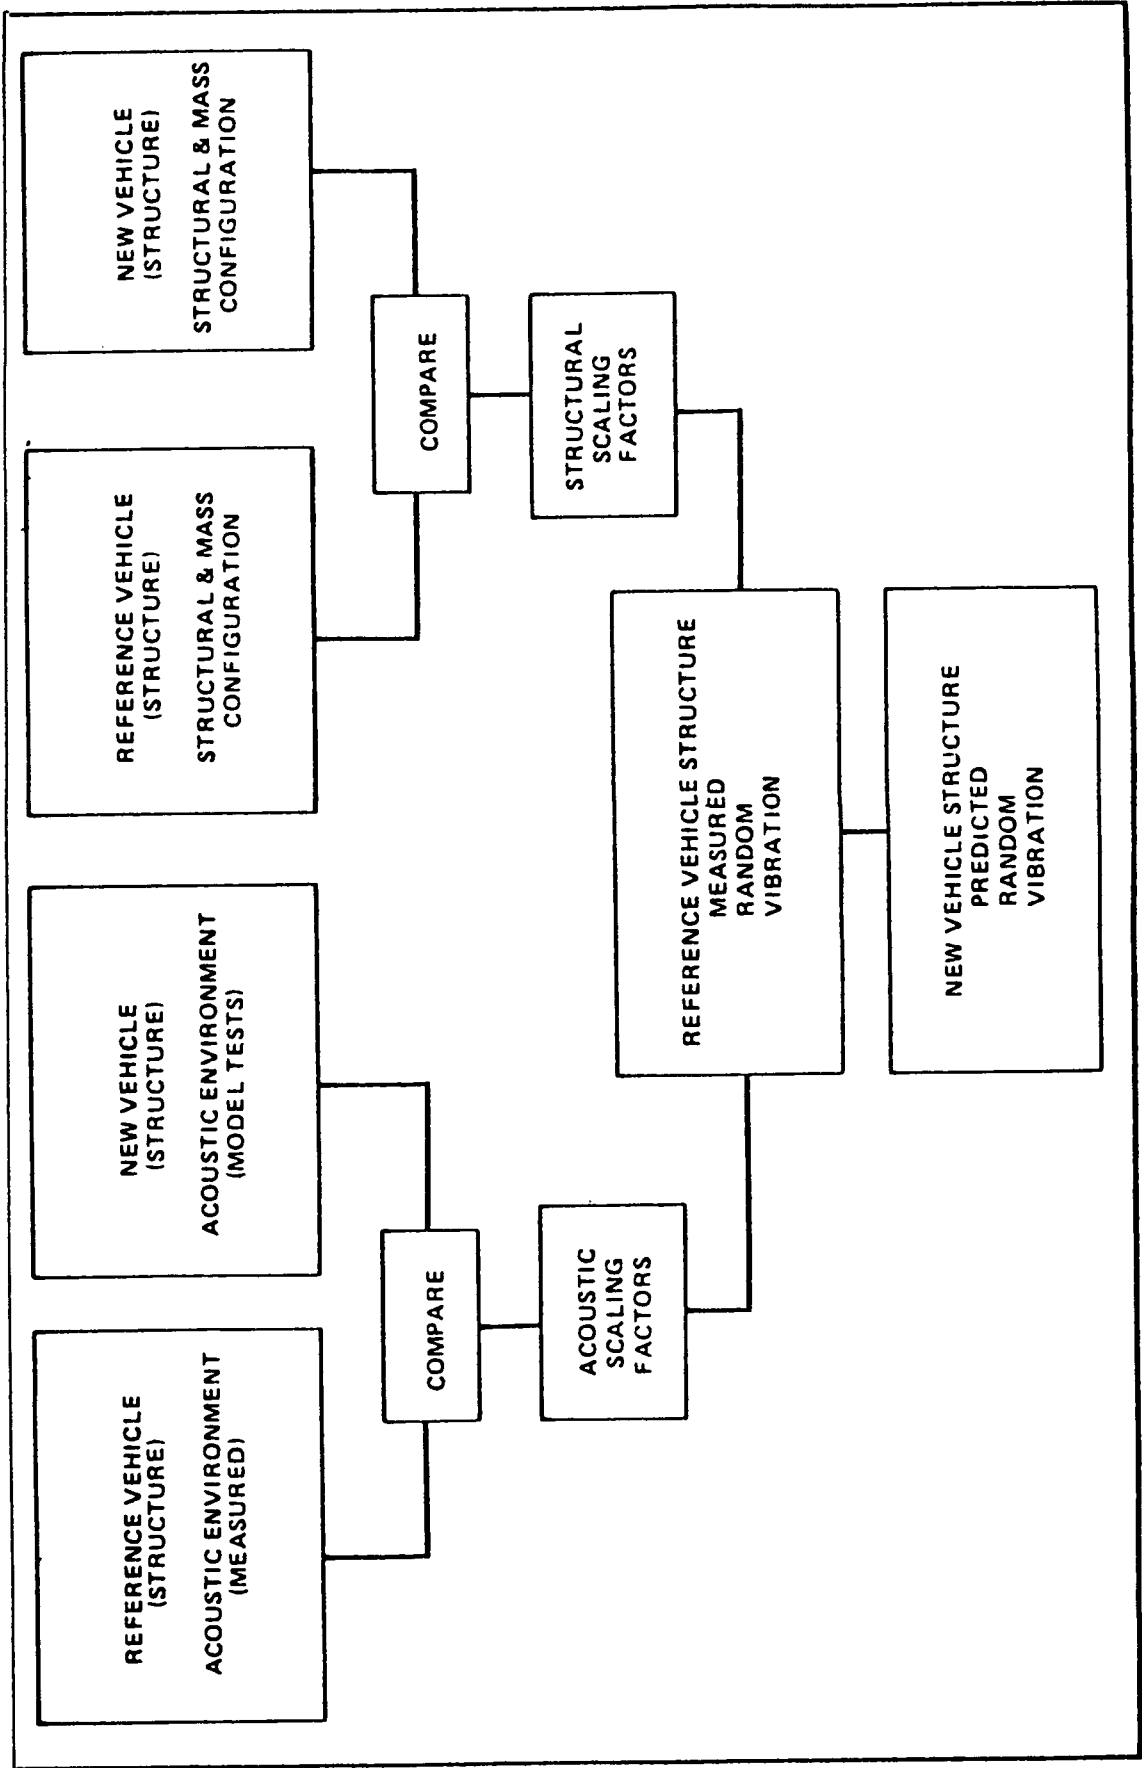 REFERENCE VEHICLE
(STRUCTURE)
ACOUSTIC ENVIRONMENT
(MEASURED)
NEW VEHICLE
(STRUCTURE)
ACOUSTIC ENVIRONMENT
(MODEL TESTS)
REFERENCE VEHICLE
(STRUCTURE)
STRUCTURAL & MASS
CONFIGURATION
NEW VEHICLE
(STRUCTURE)
STRUCTURAL & MASS
CONFIGURATION
COMPARE
COMPARE
ACOUSTIC
SCALING
FACTORS
STRUCTURAL
SCALING
FACTORS
REFERENCE VEHICLE STRUCTURE
MEASURED
RANDOM
VIBRATION
NEW VEHICLE STRUCTURE
PREDICTED
RANDOM
VIBRATION